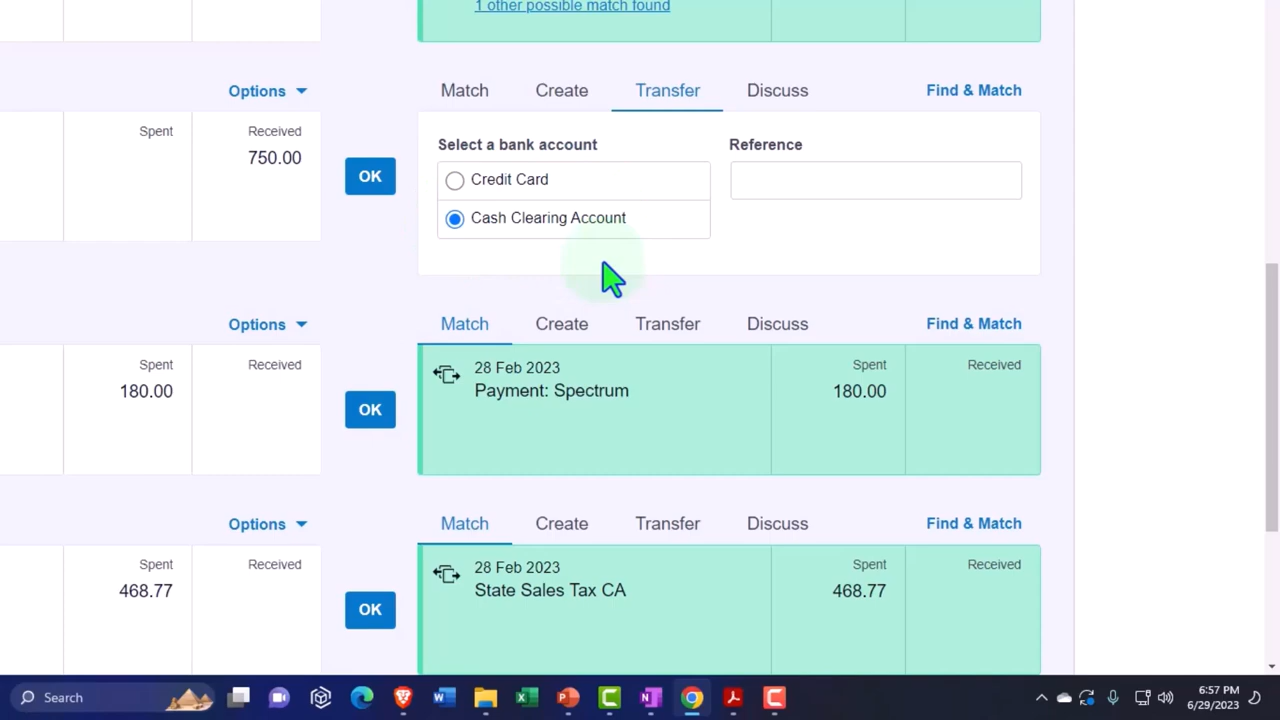 1 other possible match found
Options
Match Create Transfer Discuss Find & Match
Spent Received
750.00
OK
Select a bank account
Credit Card
Cash Clearing Account
Reference
Options
Match Create Transfer Discuss Find & Match
Spent Received
180.00
OK
28 Feb 2023
Payment: Spectrum
Spent Received
180.00
Options
Match Create Transfer Discuss Find & Match
Spent Received
468.77
OK
28 Feb 2023
State Sales Tax CA
Spent Received
468.77
Search
6:57 PM
6/29/2023